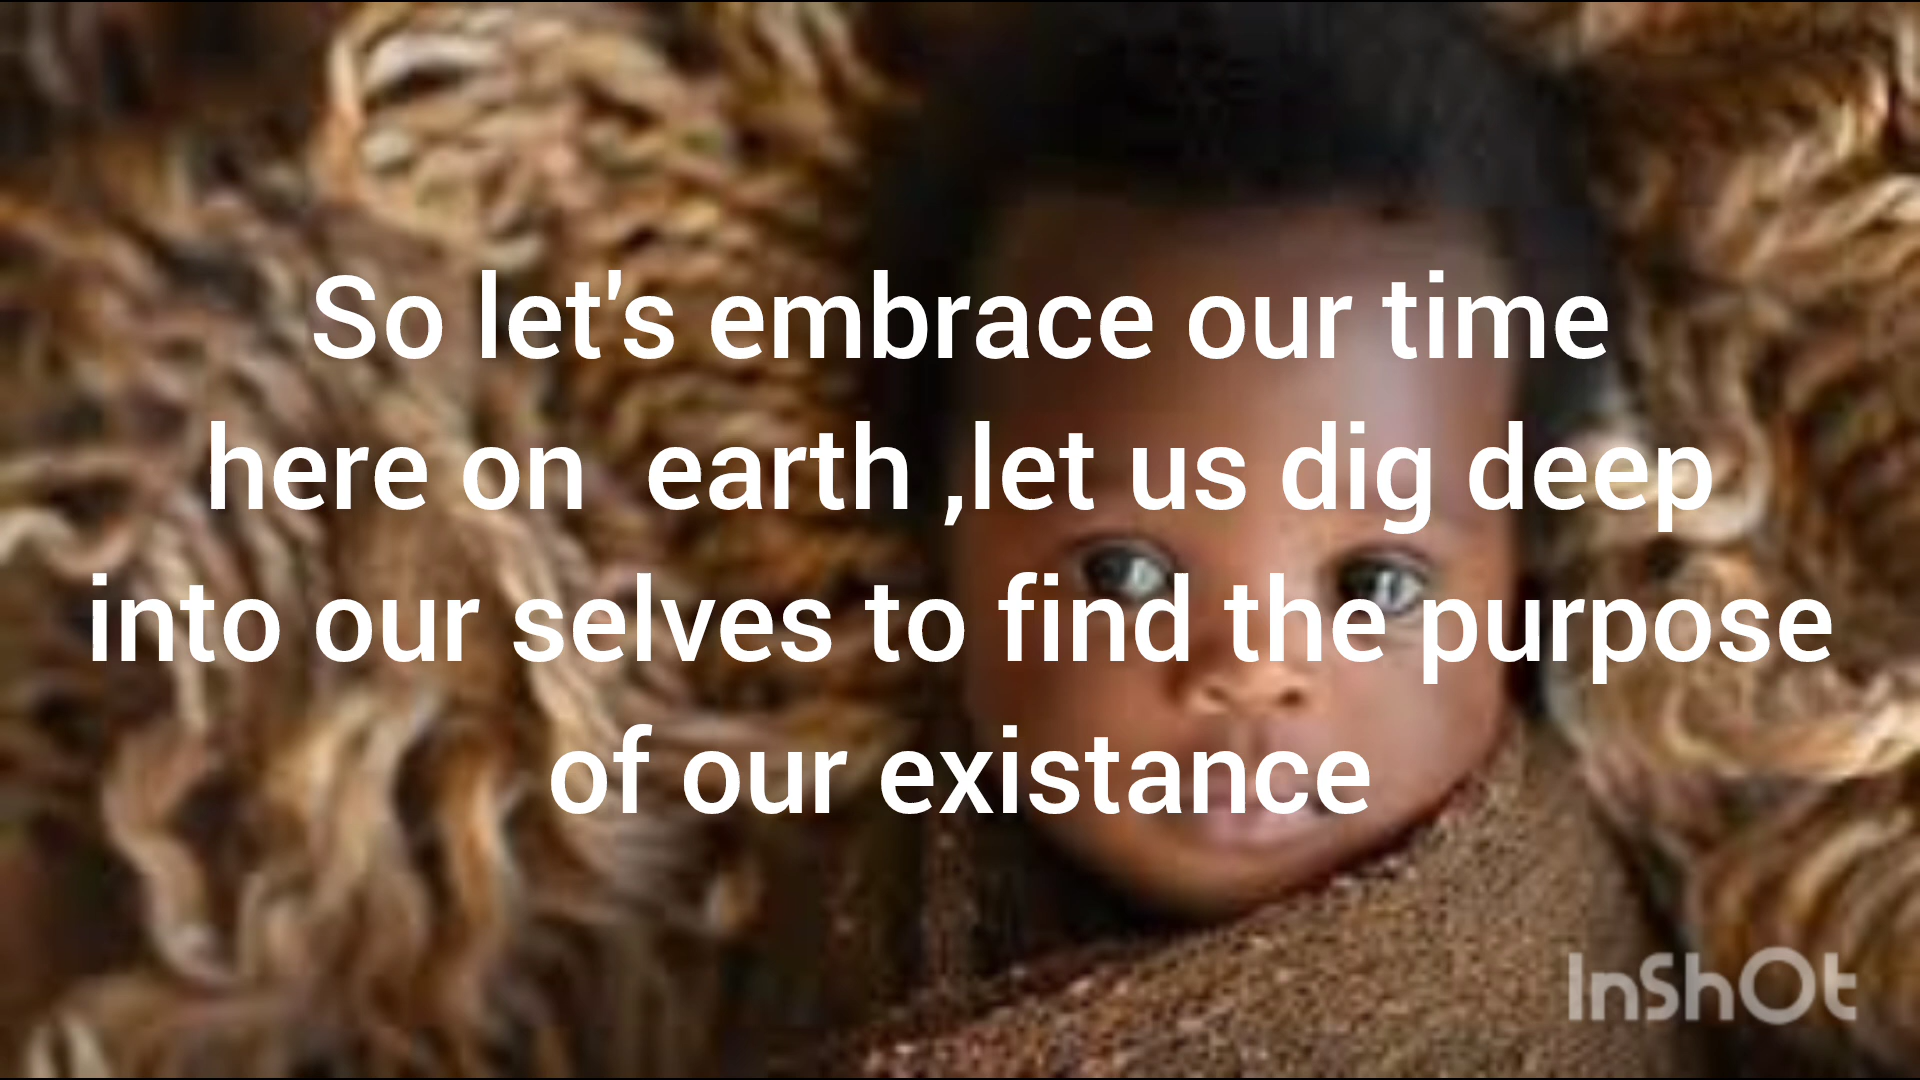 So let's embrace our time
here on  earth ,let us dig deep
into our selves to find the purpose
of our existance
InShOt